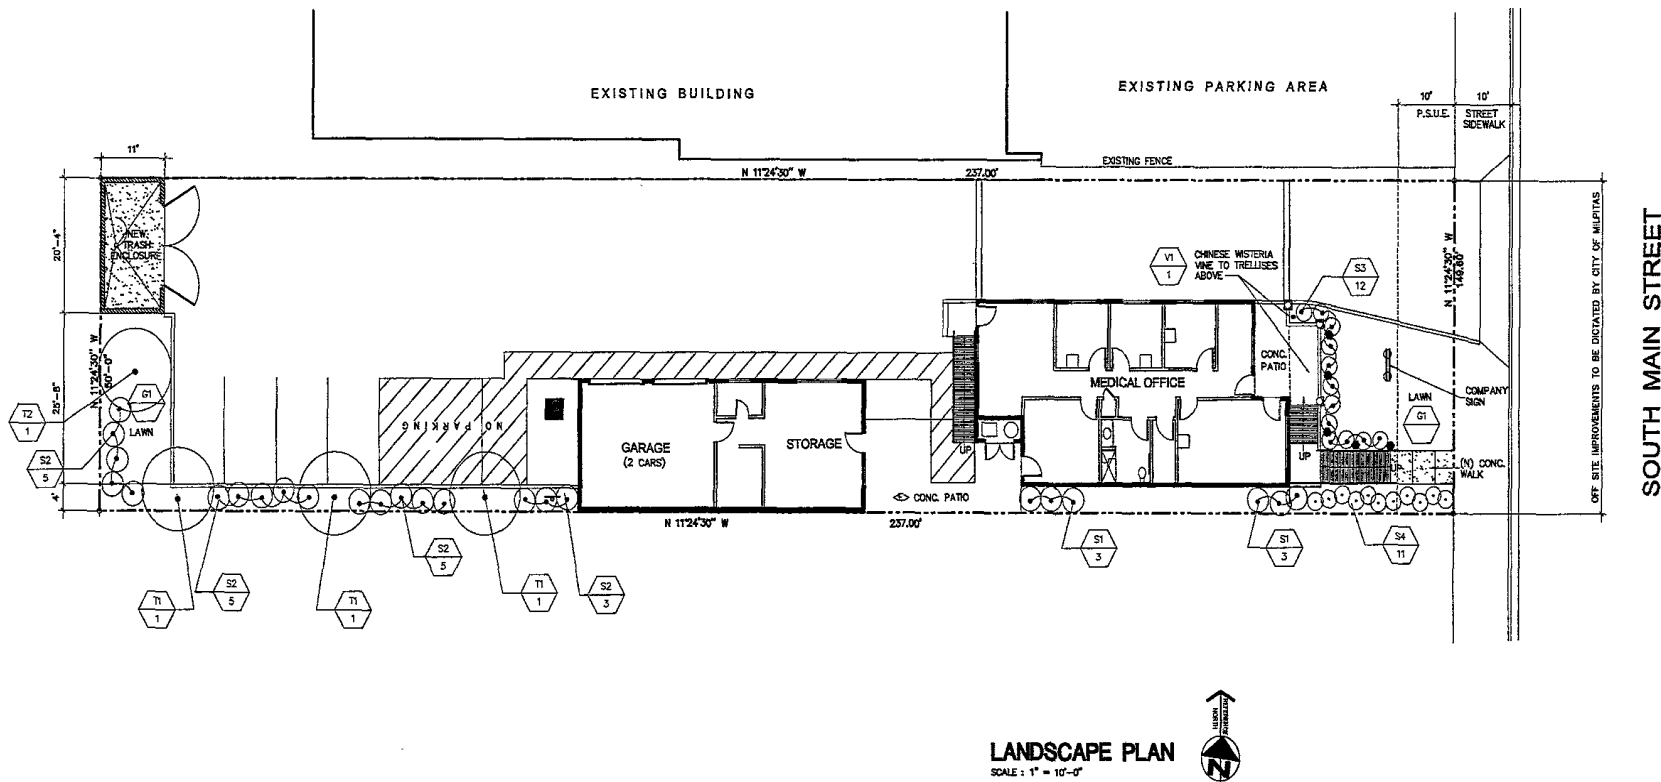 EXISTING BUILDING
EXISTING PARKING AREA
10'
10'
P.S.U.E.
STREET
SIDEWALK
11'
EXISTING FENCE
N 11°24'30" W
237.00'
NEW
TRASH
ENCLOSURE
20'-4"
V1
1
CHINESE WISTERIA
VINE TO TRELLISES
ABOVE
S3
12
N 11°24'30" W
149.60'
OFF SITE IMPROVEMENTS TO BE DICTATED BY CITY OF MILPITAS
SOUTH MAIN STREET
N 11°24'30" W
25'-8"
4'
T2
1
G1
LAWN
S2
5
NO PARKING
GARAGE
(2 CARS)
STORAGE
UP
MEDICAL OFFICE
CONC.
PATIO
UP
COMPANY
SIGN
LAWN
G1
(N) CONC.
WALK
CONC. PATIO
N 11°24'30" W
237.00'
S2
5
S1
3
S1
3
S4
11
T1
1
S2
5
T1
1
T1
1
S2
3
LANDSCAPE PLAN
SCALE : 1" = 10'-0"
REFERENCE
NORTH
N